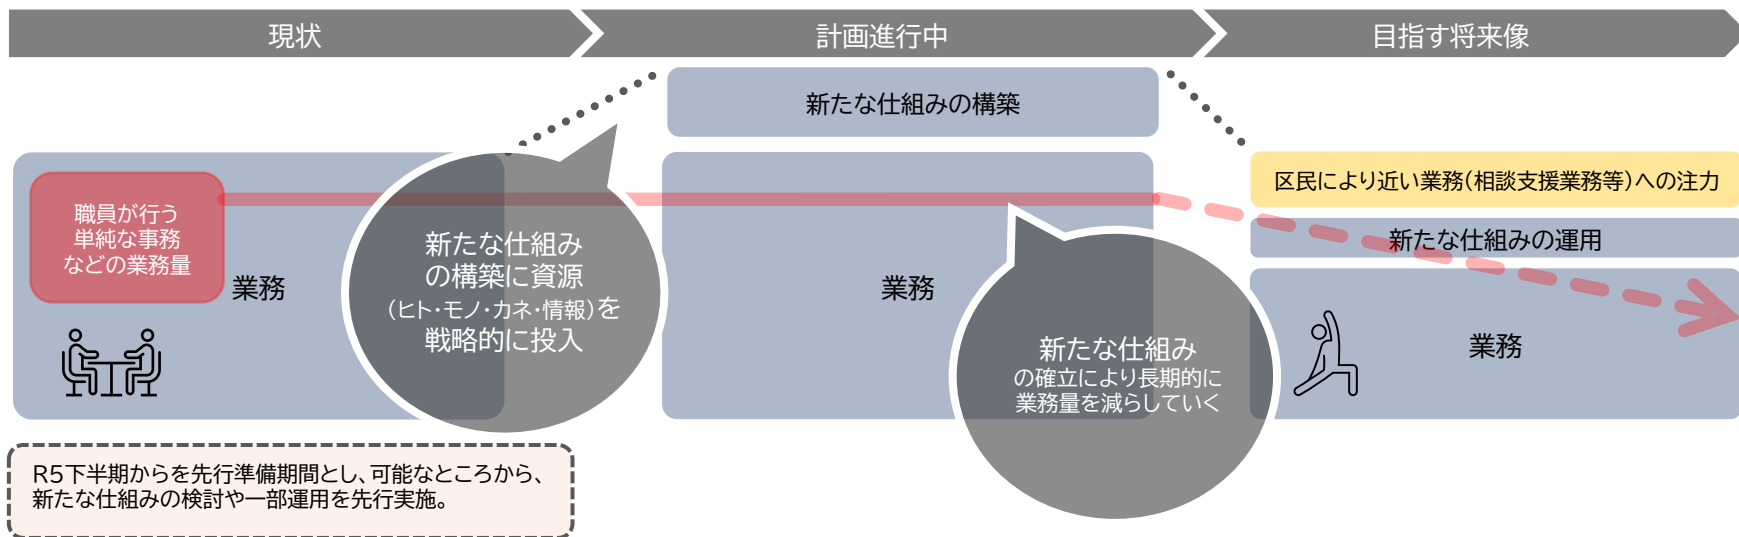 現状
計画進行中
目指す将来像
新たな仕組みの構築
職員が行う
単純な事務
などの業務量
業務
新たな仕組み
の構築に資源
（ヒト・モノ・カネ・情報）を
戦略的に投入
業務
新たな仕組み
の確立により長期的に
業務量を減らしていく
区民により近い業務（相談支援業務等）への注力
新たな仕組みの運用
業務
R5下半期からを先行準備期間とし、可能なところから、
新たな仕組みの検討や一部運用を先行実施。